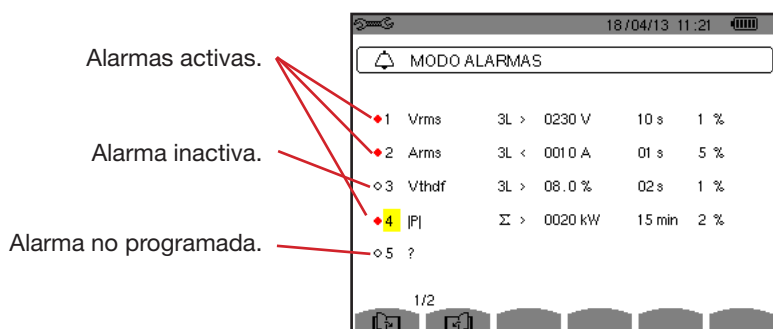 18/04/13 11:21
MODO ALARMAS
Alarmas activas.
1 Vrms 3L > 0230 V 10 s 1 %
2 Arms 3L < 0010 A 01 s 5 %
Alarma inactiva.
3 Vthdf 3L > 08.0 % 02 s 1 %
4 |P| Σ > 0020 kW 15 min 2 %
Alarma no programada.
5 ?
1/2